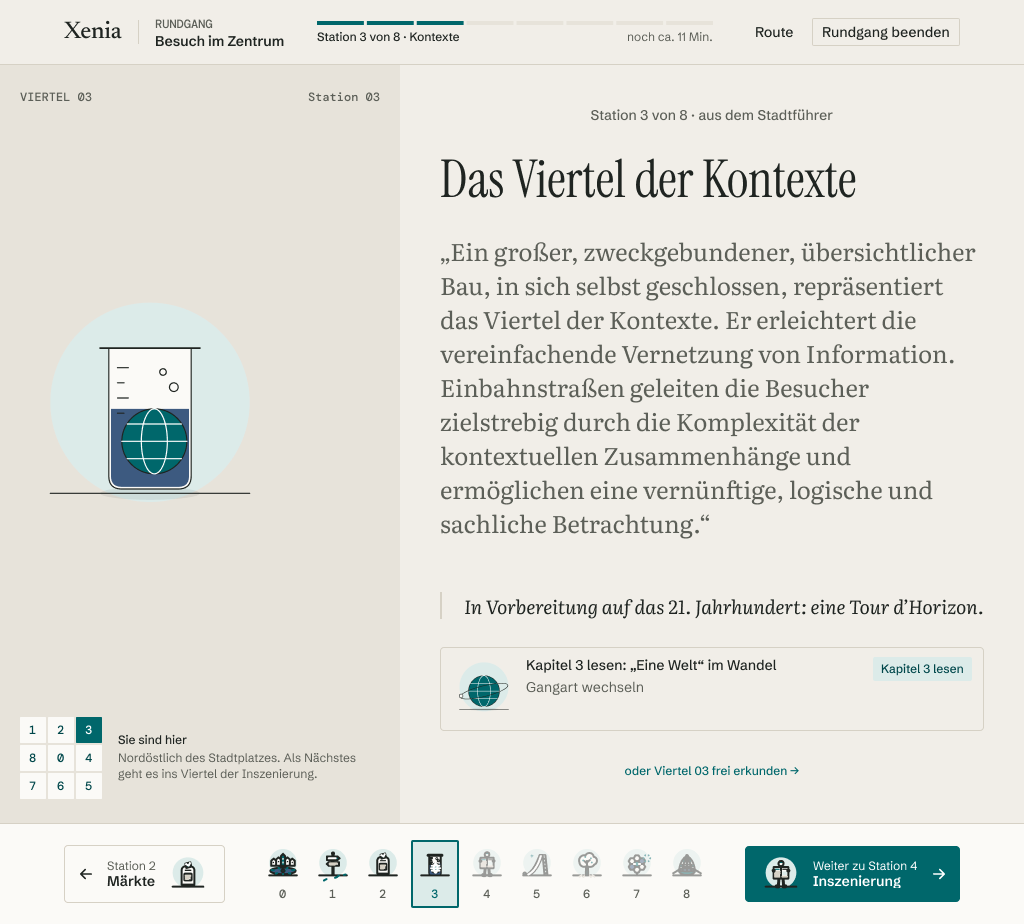 Xenia
RUNDGANG
Besuch im Zentrum
Station 3 von 8 · Kontexte
noch ca. 11 Min.
Route
Rundgang beenden
VIERTEL 03
Station 03
Station 3 von 8 · aus dem Stadtführer
Das Viertel der Kontexte
„Ein großer, zweckgebundener, übersichtlicher
Bau, in sich selbst geschlossen, repräsentiert
das Viertel der Kontexte. Er erleichtert die
vereinfachende Vernetzung von Information.
Einbahnstraßen geleiten die Besucher
zielstrebig durch die Komplexität der
kontextuellen Zusammenhänge und
ermöglichen eine vernünftige, logische und
sachliche Betrachtung.“
In Vorbereitung auf das 21. Jahrhundert: eine Tour d’Horizon.
Kapitel 3 lesen: „Eine Welt“ im Wandel
Gangart wechseln
Kapitel 3 lesen
oder Viertel 03 frei erkunden →
1 2 3
8 0 4
7 6 5
Sie sind hier
Nordöstlich des Stadtplatzes. Als Nächstes
geht es ins Viertel der Inszenierung.
← Station 2
Märkte
0 1 2 3 4 5 6 7 8
Weiter zu Station 4
Inszenierung →